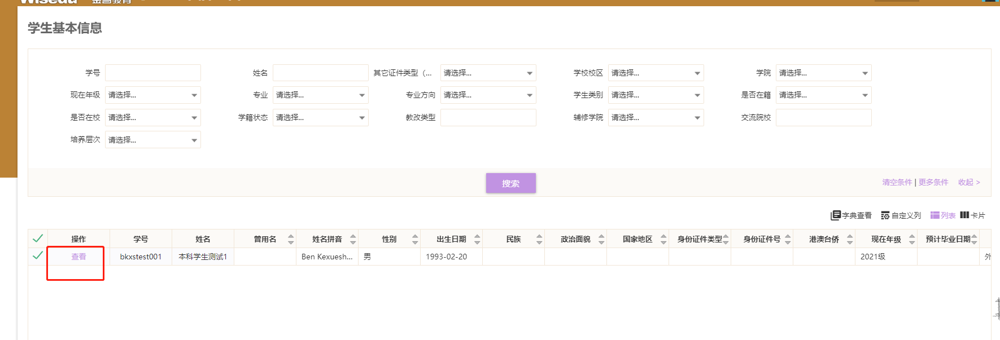 Wisedu 金智教育
学生基本信息
学号 姓名 其它证件类型（... 请选择... 学校校区 请选择... 学院 请选择...
现在年级 请选择... 专业 请选择... 专业方向 请选择... 学生类别 请选择... 是否在籍 请选择...
是否在校 请选择... 学籍状态 请选择... 教改类型 辅修学院 请选择... 交流院校
培养层次 请选择...
搜索
清空条件 | 更多条件 收起 >
字典查看 自定义列 列表 卡片
操作 学号 姓名 曾用名 姓名拼音 性别 出生日期 民族 政治面貌 国家地区 身份证件类型 身份证件号 港澳台侨 现在年级 预计毕业日期
查看 bkxstest001 本科学生测试1 Ben Kexuesh... 男 1993-02-20 2021级 外